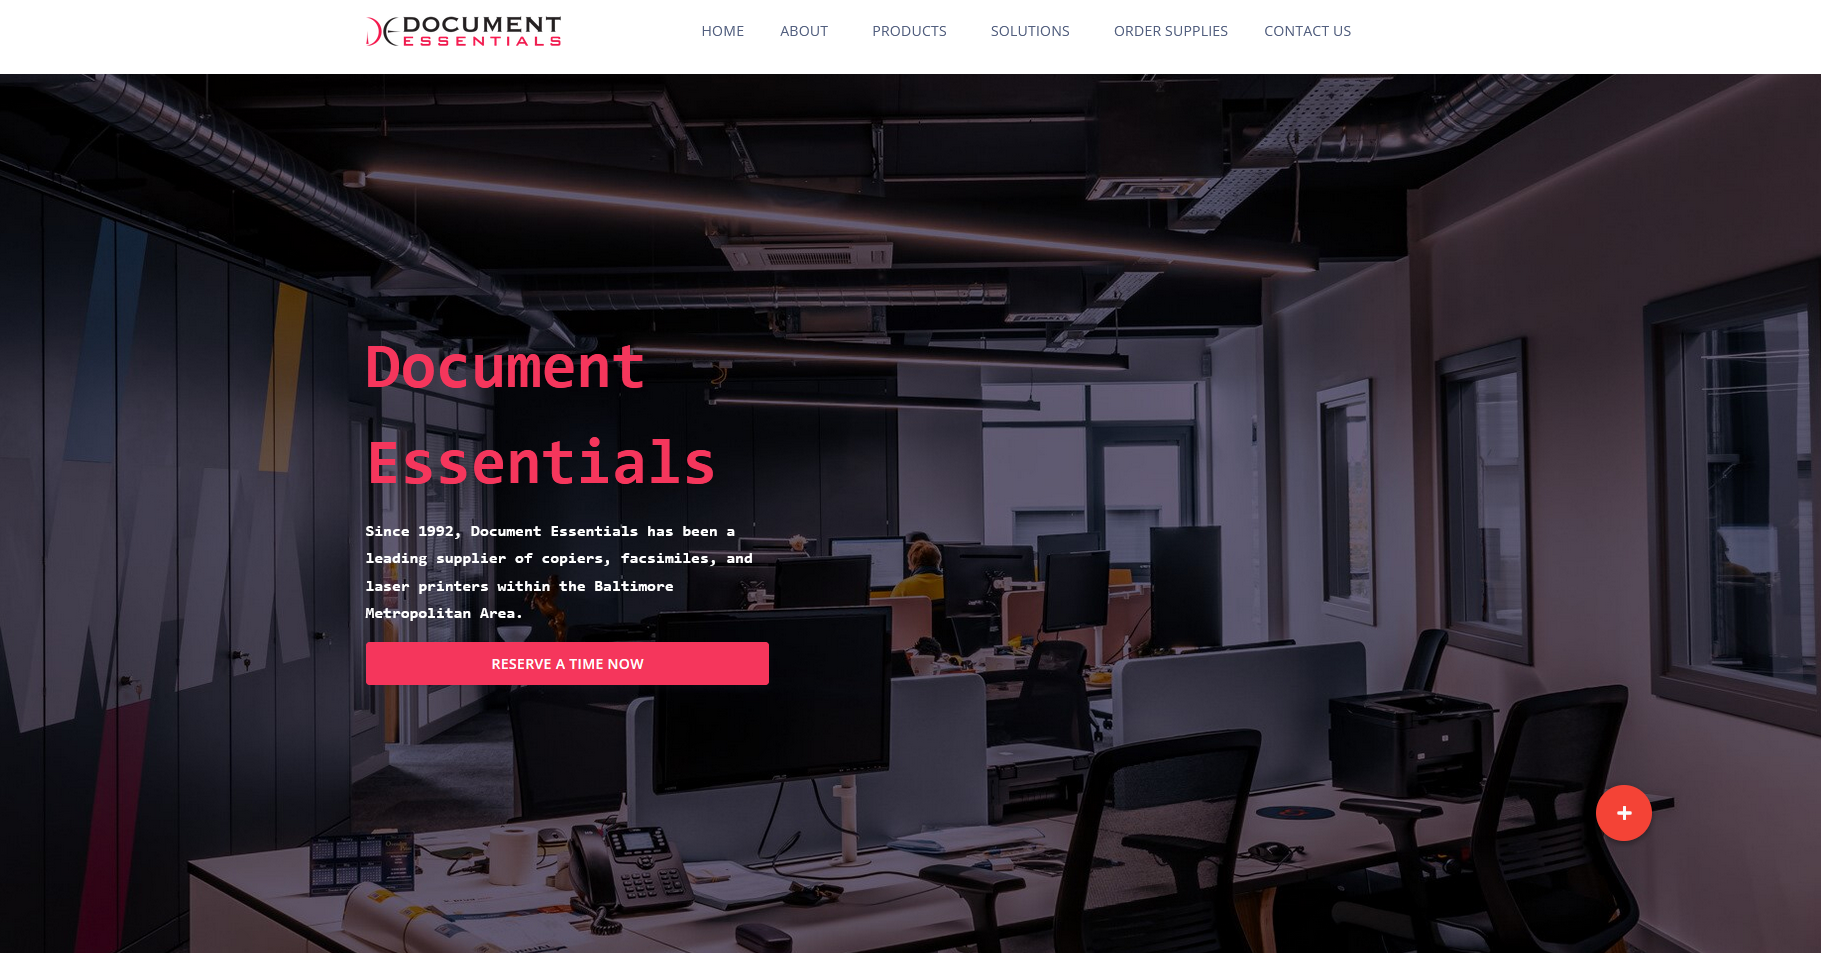 DOCUMENT
ESSENTIALS
HOME ABOUT PRODUCTS SOLUTIONS ORDER SUPPLIES CONTACT US
Document
Essentials
Since 1992, Document Essentials has been a
leading supplier of copiers, facsimiles, and
laser printers within the Baltimore
Metropolitan Area.
RESERVE A TIME NOW
+